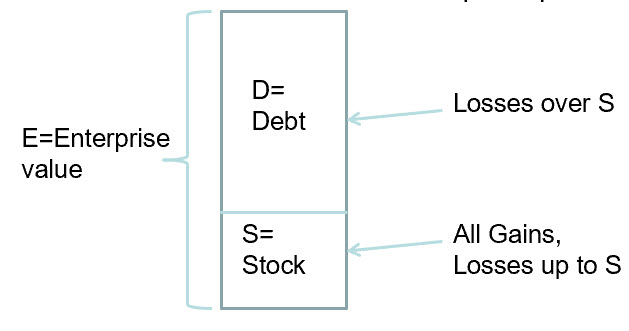 D=
Debt
Losses over S
E=Enterprise
value
S=
Stock
All Gains,
Losses up to S